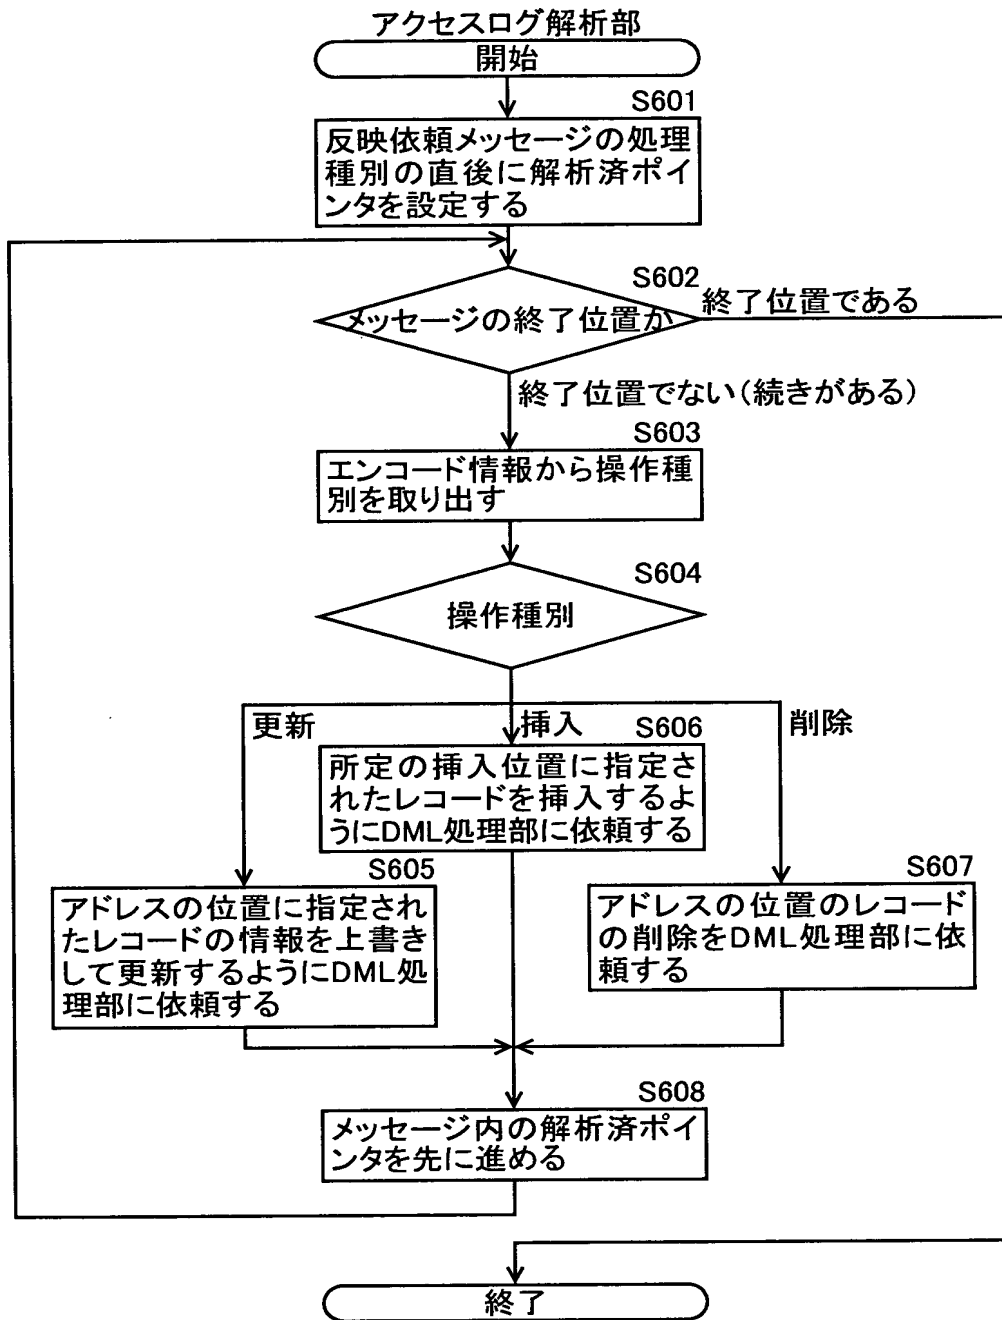 アクセスログ解析部
開始
S601
反映依頼メッセージの処理
種別の直後に解析済ポイ
ンタを設定する
S602
メッセージの終了位置か
終了位置である
終了位置でない(続きがある)
S603
エンコード情報から操作種
別を取り出す
S604
操作種別
更新
挿入
削除
S606
所定の挿入位置に指定さ
れたレコードを挿入するよ
うにDML処理部に依頼する
S605
アドレスの位置に指定され
たレコードの情報を上書き
して更新するようにDML処
理部に依頼する
S607
アドレスの位置のレコード
の削除をDML処理部に依
頼する
S608
メッセージ内の解析済ポイ
ンタを先に進める
終了